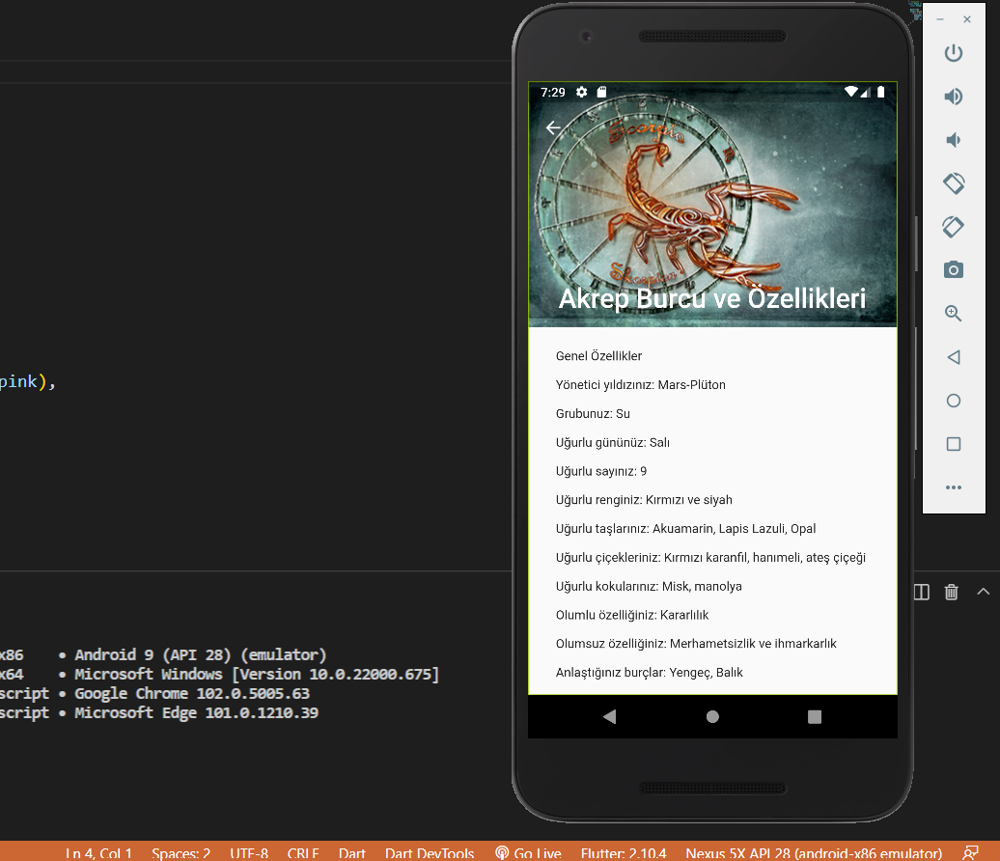 pink),
x86 • Android 9 (API 28) (emulator)
x64 • Microsoft Windows [Version 10.0.22000.675]
script • Google Chrome 102.0.5005.63
script • Microsoft Edge 101.0.1210.39
7:29
Scorpio
Akrep Burcu ve Özellikleri
Genel Özellikler
Yönetici yıldızınız: Mars-Plüton
Grubunuz: Su
Uğurlu gününüz: Salı
Uğurlu sayınız: 9
Uğurlu renginiz: Kırmızı ve siyah
Uğurlu taşlarınız: Akuamarin, Lapis Lazuli, Opal
Uğurlu çiçekleriniz: Kırmızı karanfil, hanımeli, ateş çiçeği
Uğurlu kokularınız: Misk, manolya
Olumlu özelliğiniz: Kararlılık
Olumsuz özelliğiniz: Merhametsizlik ve ihmarkarlık
Anlaştığınız burçlar: Yengeç, Balık
Ln 4, Col 1 Spaces: 2 UTF-8 CRLF Dart Dart DevTools Go Live Flutter: 2.10.4 Nexus 5X API 28 (android-x86 emulator)